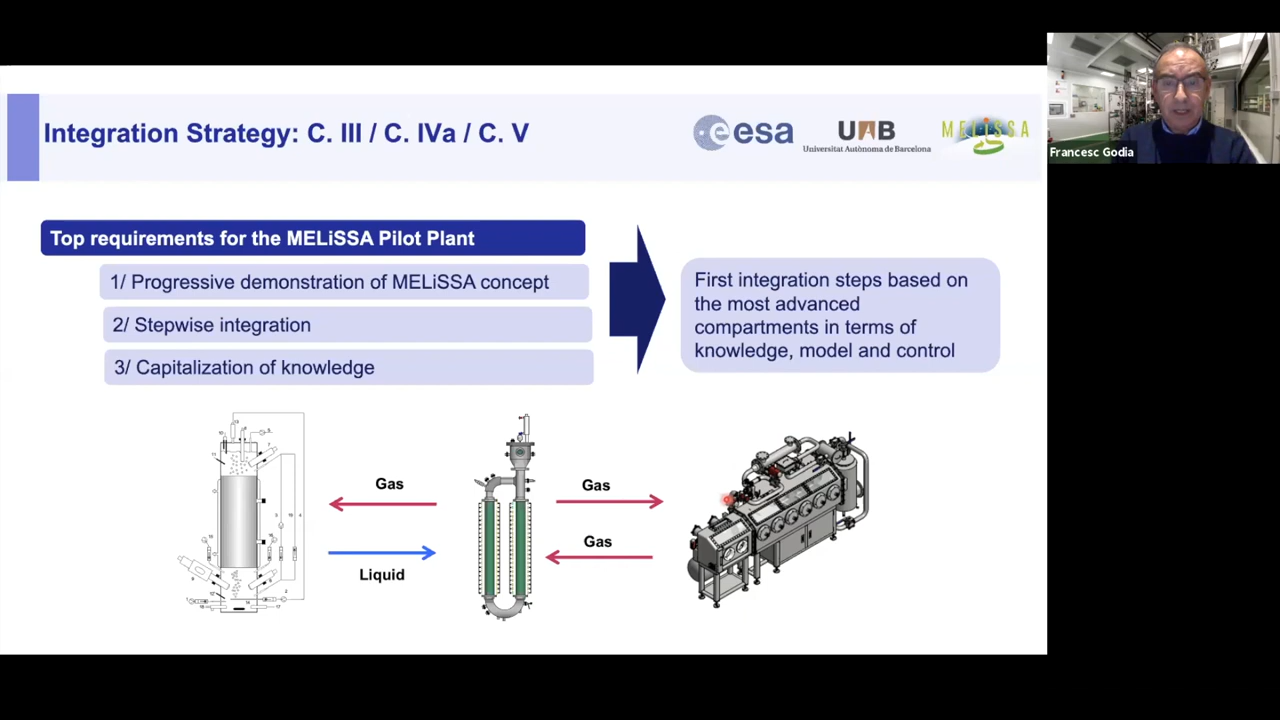 Integration Strategy: C. III / C. IVa / C. V
esa
UAB
Universitat Autònoma de Barcelona
MELiSSA
Francesc Godia
Top requirements for the MELiSSA Pilot Plant
1/ Progressive demonstration of MELiSSA concept
2/ Stepwise integration
3/ Capitalization of knowledge
First integration steps based on
the most advanced
compartments in terms of
knowledge, model and control
Gas
Liquid
Gas
Gas